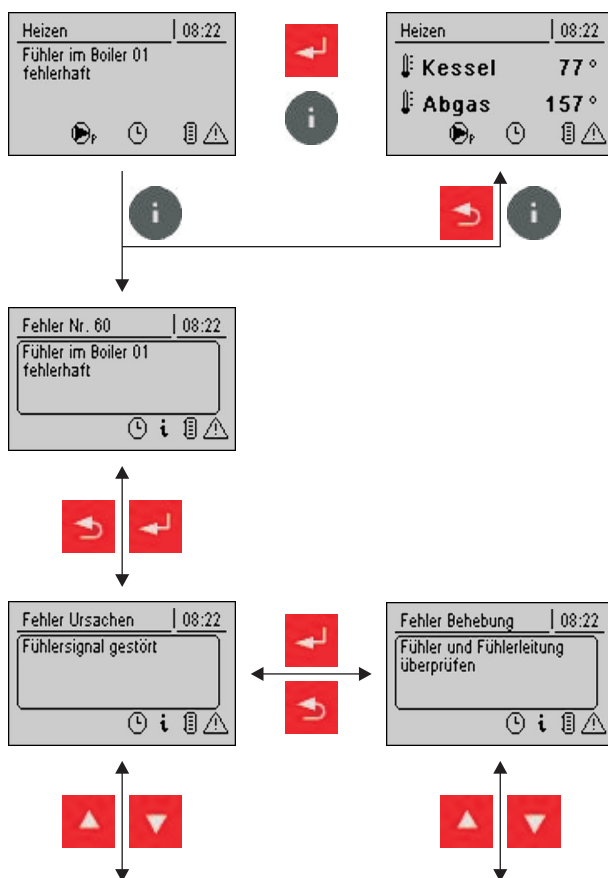 Heizen 08:22
Fühler im Boiler 01
fehlerhaft
P
i
Heizen 08:22
Kessel 77°
Abgas 157°
P
i
i
Fehler Nr. 60 08:22
Fühler im Boiler 01
fehlerhaft
i
Fehler Ursachen 08:22
Fühlersignal gestört
i
Fehler Behebung 08:22
Fühler und Fühlerleitung
überprüfen
i